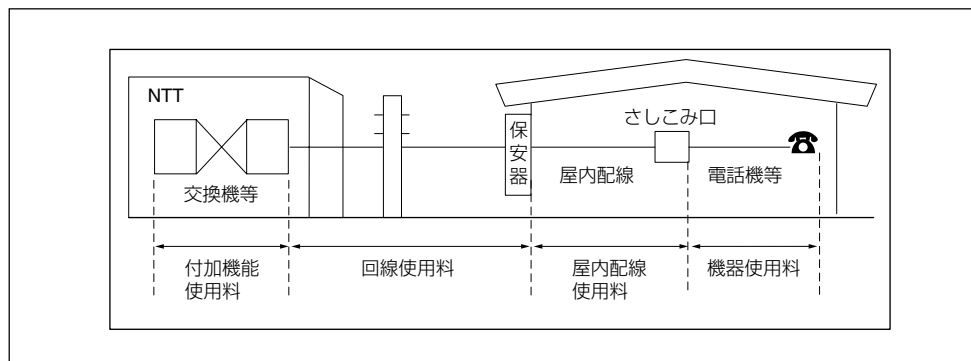 NTT
交換機等
保安器
さしこみ口
屋内配線
電話機等
付加機能
使用料
回線使用料
屋内配線
使用料
機器使用料